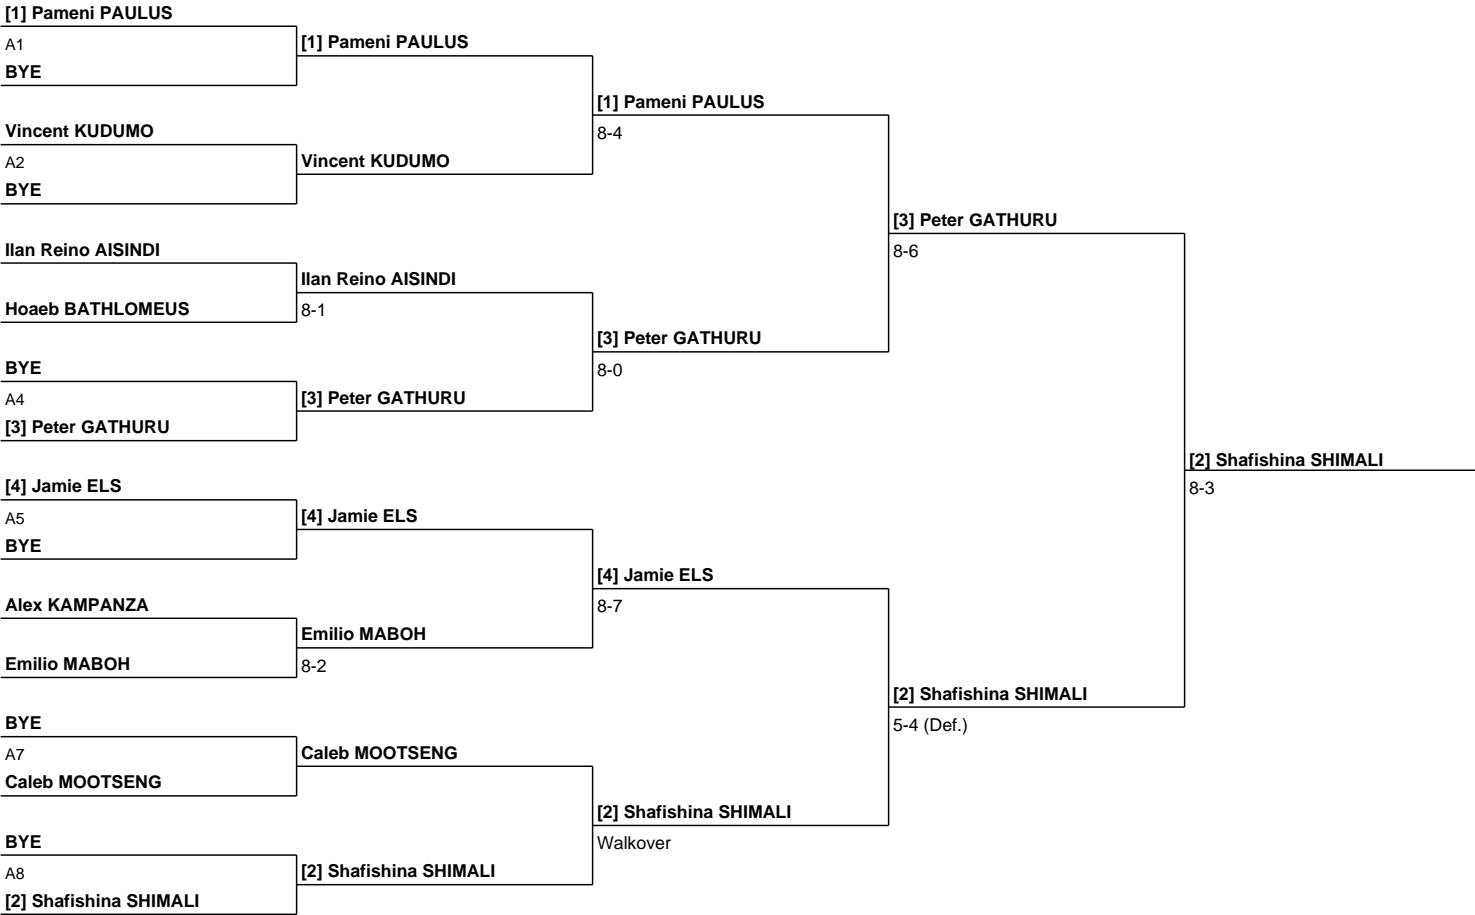 [1] Pameni PAULUS
A1
BYE
[1] Pameni PAULUS
Vincent KUDUMO
A2
BYE
Vincent KUDUMO
[1] Pameni PAULUS
8-4
Ilan Reino AISINDI
Hoaeb BATHLOMEUS
Ilan Reino AISINDI
8-1
BYE
A4
[3] Peter GATHURU
[3] Peter GATHURU
[3] Peter GATHURU
8-0
[3] Peter GATHURU
8-6
[4] Jamie ELS
A5
BYE
[4] Jamie ELS
Alex KAMPANZA
Emilio MABOH
Emilio MABOH
8-2
[4] Jamie ELS
8-7
BYE
A7
Caleb MOOTSENG
Caleb MOOTSENG
BYE
A8
[2] Shafishina SHIMALI
[2] Shafishina SHIMALI
[2] Shafishina SHIMALI
Walkover
[2] Shafishina SHIMALI
5-4 (Def.)
[2] Shafishina SHIMALI
8-3